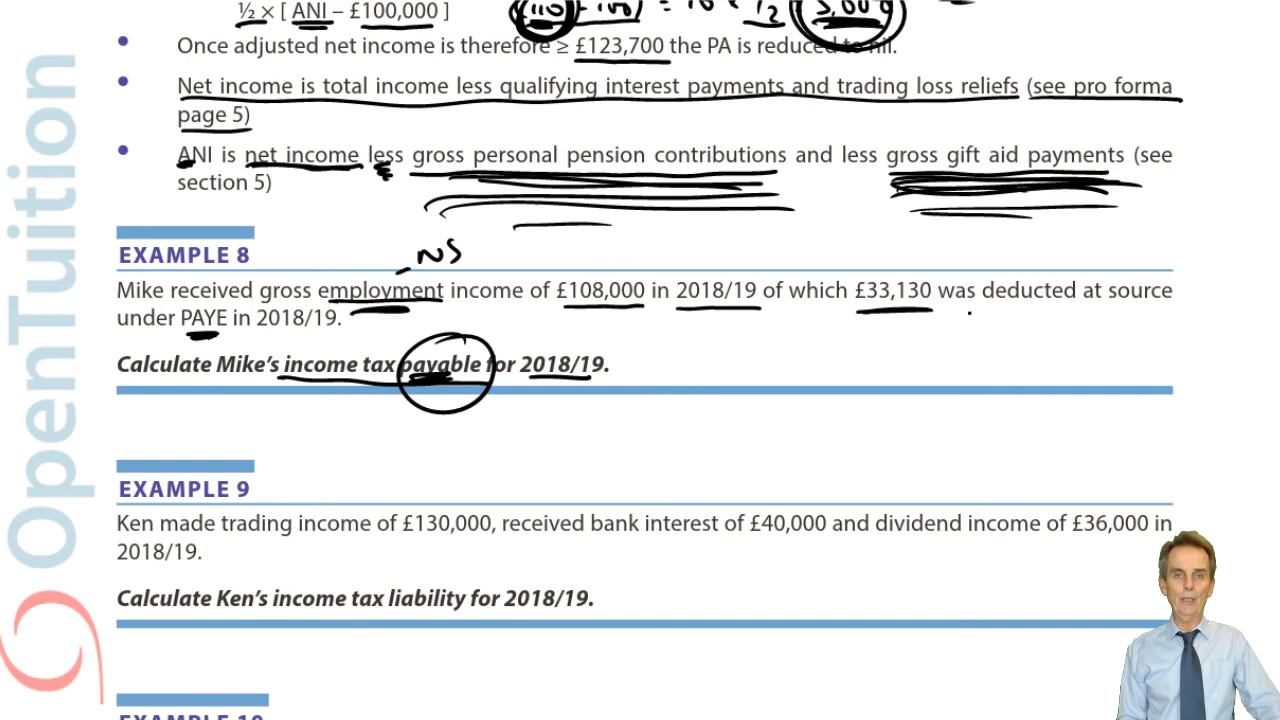 ½ × [ ANI – £100,000 ]
• Once adjusted net income is therefore ≥ £123,700 the PA is reduced to nil.
• Net income is total income less qualifying interest payments and trading loss reliefs (see pro forma
page 5)
• ANI is net income less gross personal pension contributions and less gross gift aid payments (see
section 5)
EXAMPLE 8
NS
Mike received gross employment income of £108,000 in 2018/19 of which £33,130 was deducted at source
under PAYE in 2018/19.
Calculate Mike's income tax payable for 2018/19.
EXAMPLE 9
Ken made trading income of £130,000, received bank interest of £40,000 and dividend income of £36,000 in
2018/19.
Calculate Ken's income tax liability for 2018/19.
EXAMPLE 10
OpenTuition